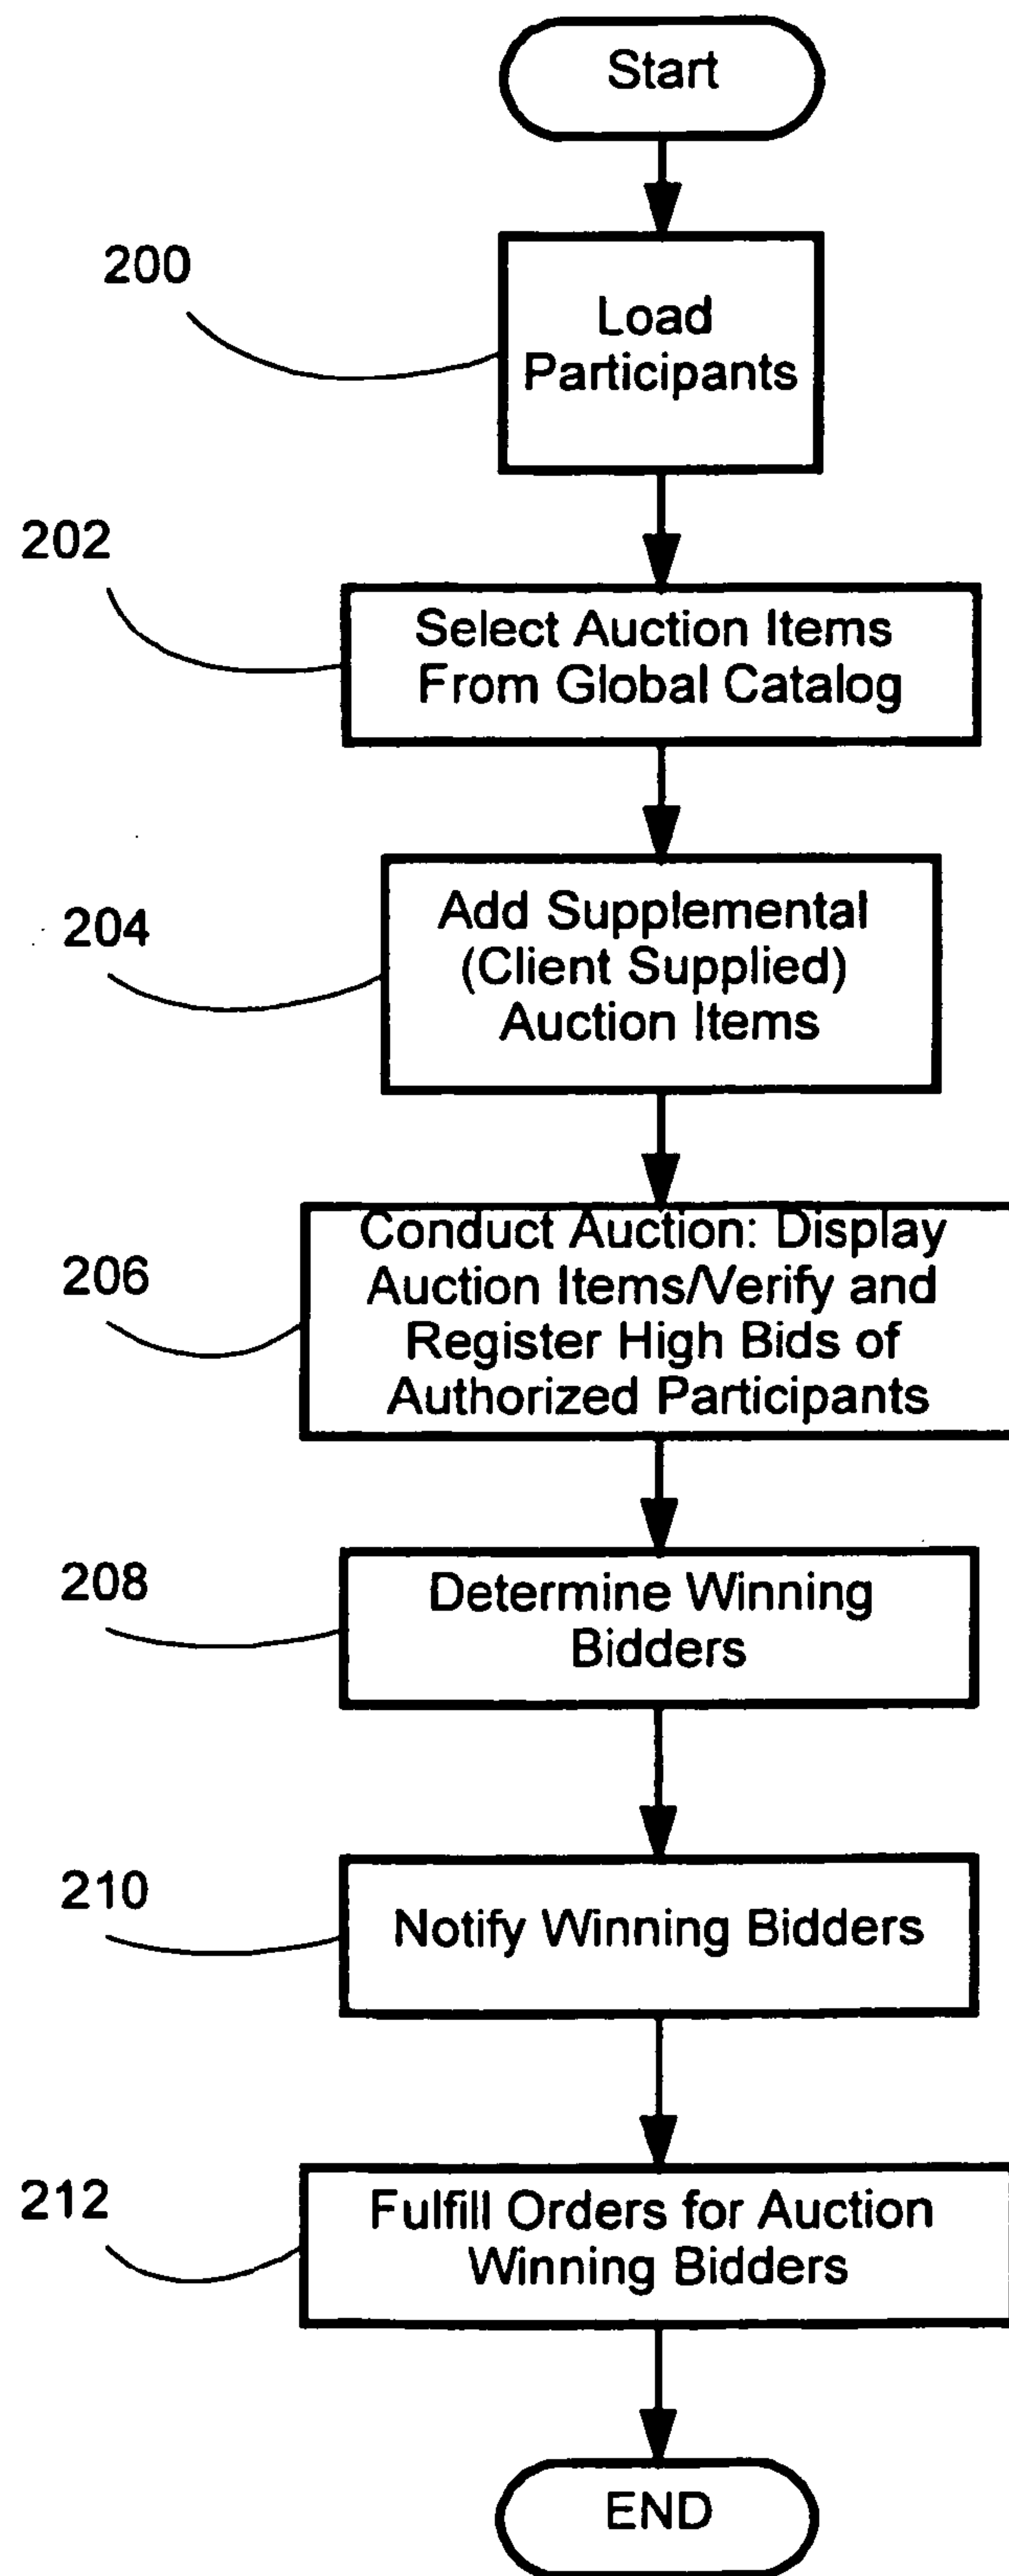 Start
200
Load
Participants
202
Select Auction Items
From Global Catalog
204
Add Supplemental
(Client Supplied)
Auction Items
206
Conduct Auction: Display
Auction Items/Verify and
Register High Bids of
Authorized Participants
208
Determine Winning
Bidders
210
Notify Winning Bidders
212
Fulfill Orders for Auction
Winning Bidders
END